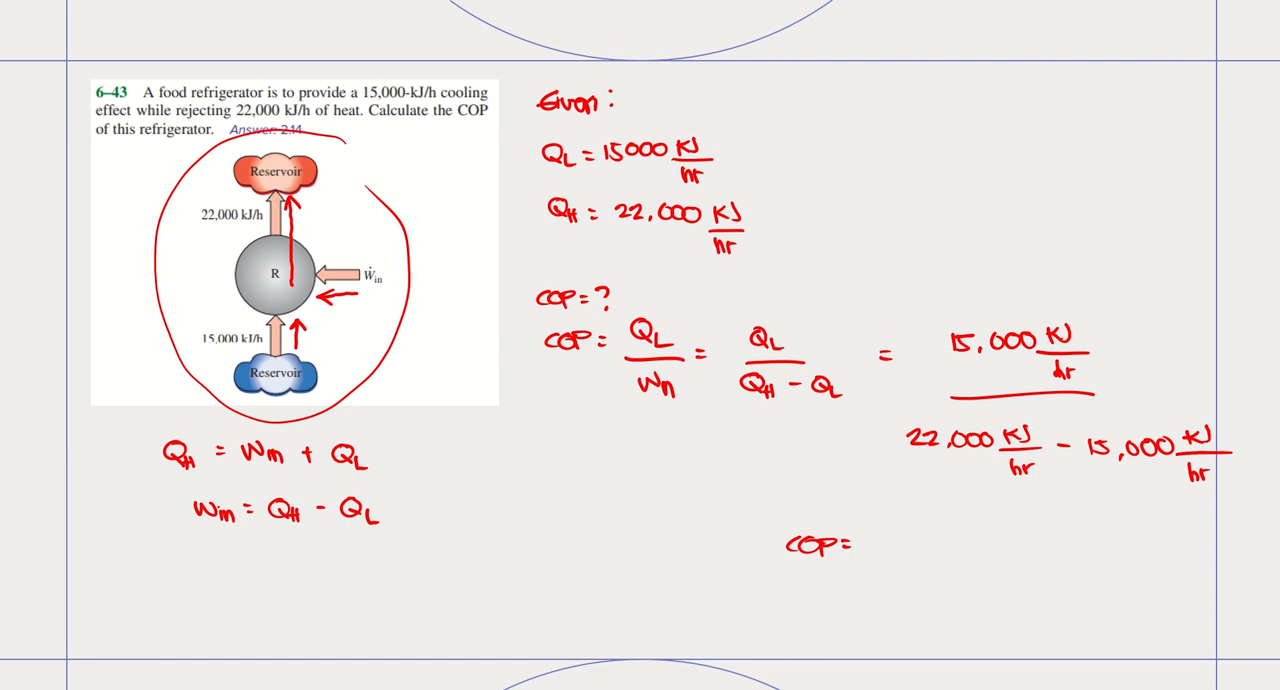 6–43 A food refrigerator is to provide a 15,000-kJ/h cooling
effect while rejecting 22,000 kJ/h of heat. Calculate the COP
of this refrigerator. Answer: 2.14
Reservoir
22,000 kJ/h
R
Ẇin
15,000 kJ/h
Reservoir
QH = Win + QL
Win = QH - QL
Given:
QL = 15000 KJ/hr
QH = 22,000 KJ/hr
COP = ?
COP = QL/Win = QL/(QH - QL) = 15,000 KJ/hr / (22,000 KJ/hr - 15,000 KJ/hr)
COP =